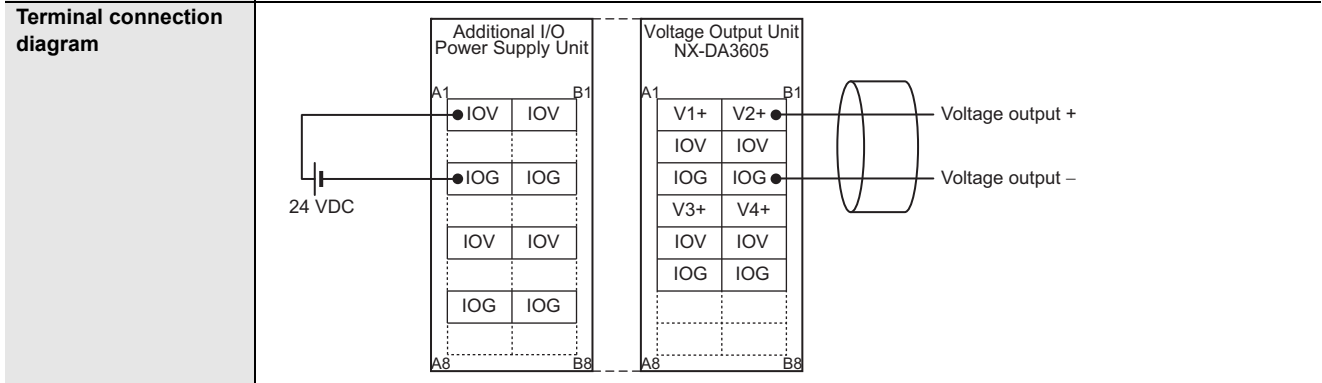 Terminal connection
diagram
Additional I/O
Power Supply Unit
A1 B1
IOV IOV
IOG IOG
IOV IOV
IOG IOG
A8 B8
24 VDC
Voltage Output Unit
NX-DA3605
A1 B1
V1+ V2+
IOV IOV
IOG IOG
V3+ V4+
IOV IOV
IOG IOG
A8 B8
Voltage output +
Voltage output −